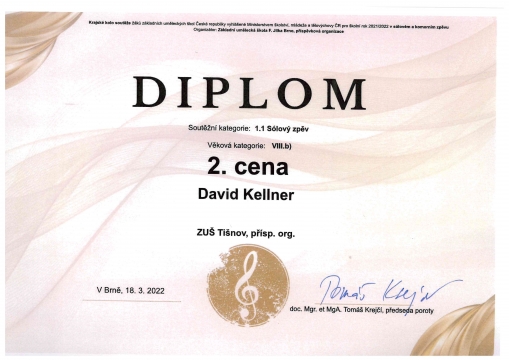 Krajské kolo soutěže žáků základních uměleckých škol České republiky vyhlášené Ministerstvem školství, mládeže a tělovýchovy ČR pro školní rok 2021/2022 v sólovém a komorním zpěvu
Organizátor: Základní umělecká škola F. Jílka Brno, příspěvková organizace
DIPLOM
Soutěžní kategorie: 1.1 Sólový zpěv
Věková kategorie: VIII.b)
2. cena
David Kellner
ZUŠ Tišnov, přísp. org.
V Brně, 18. 3. 2022
Tomáš Krejčí
doc. Mgr. et MgA. Tomáš Krejčí, předseda poroty